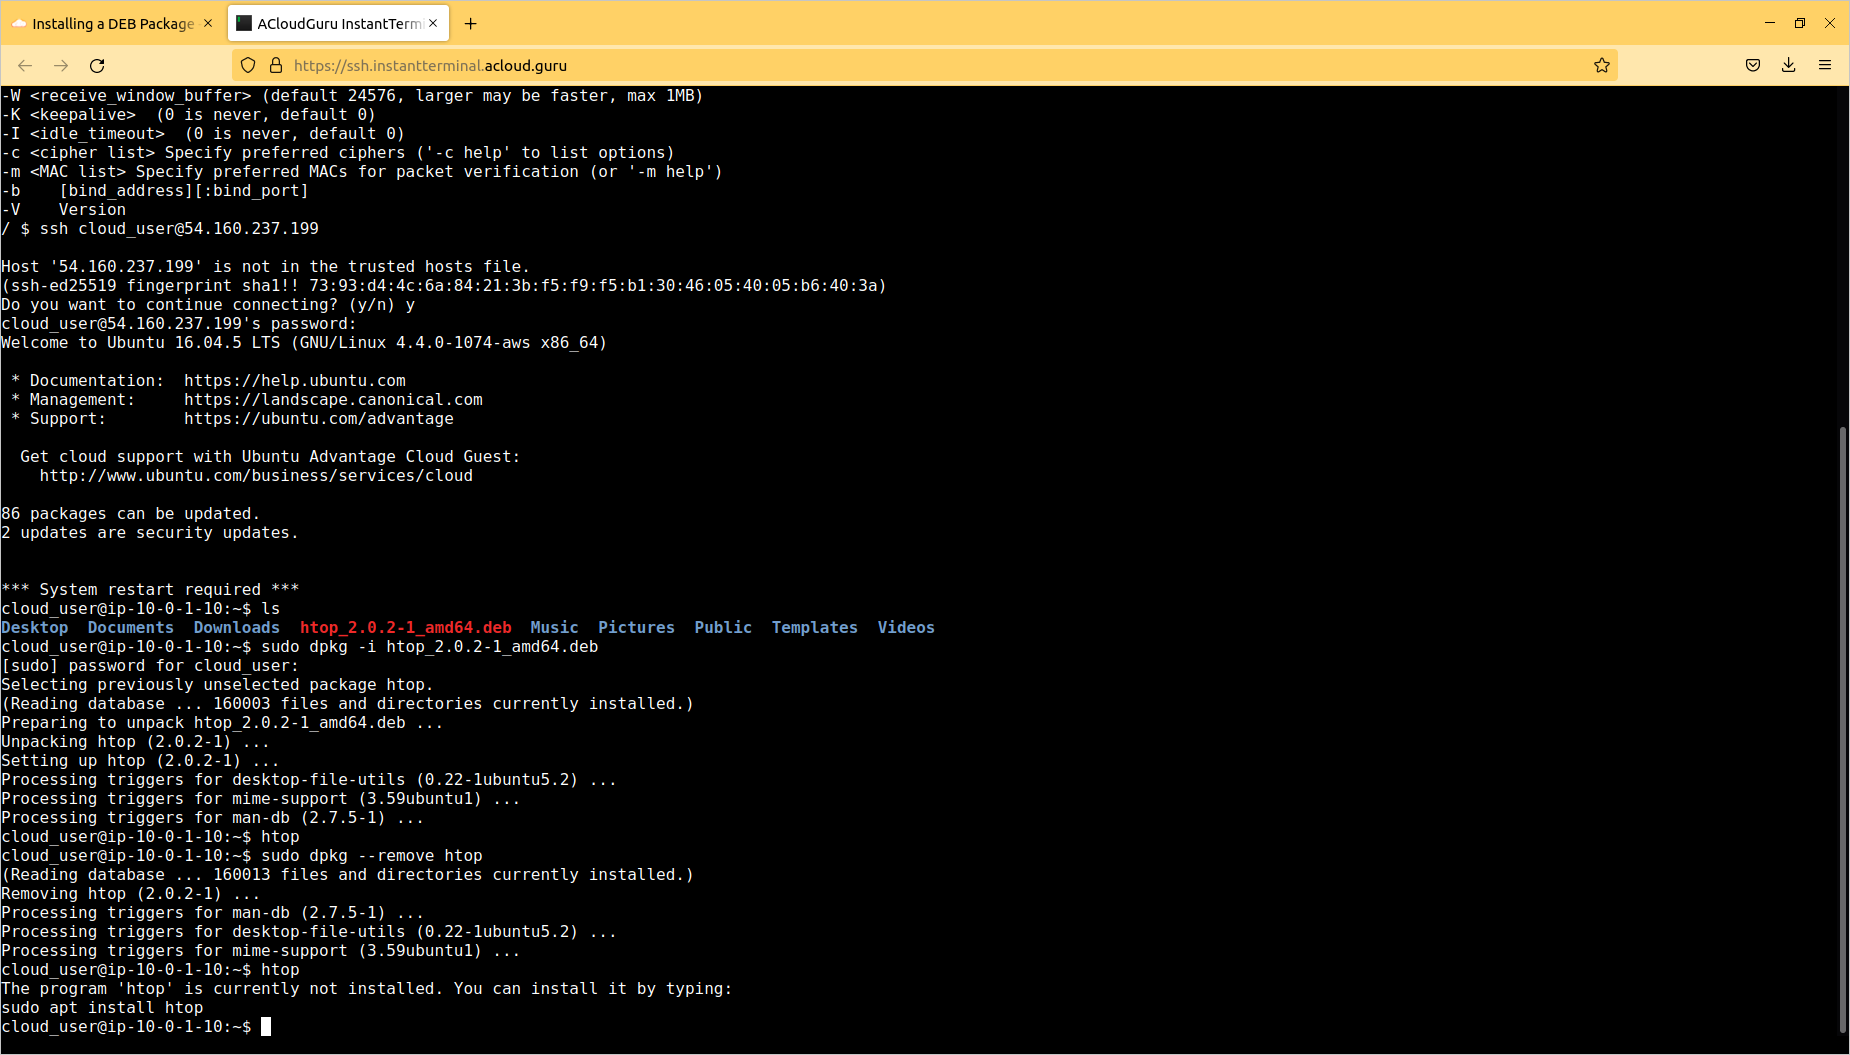 Installing a DEB Package
ACloudGuru InstantTerm
https://ssh.instantterminal.acloud.guru
-W <receive_window_buffer> (default 24576, larger may be faster, max 1MB)
-K <keepalive>  (0 is never, default 0)
-I <idle_timeout>  (0 is never, default 0)
-c <cipher list> Specify preferred ciphers ('-c help' to list options)
-m <MAC list> Specify preferred MACs for packet verification (or '-m help')
-b    [bind_address][:bind_port]
-V    Version
/ $ ssh cloud_user@54.160.237.199
Host '54.160.237.199' is not in the trusted hosts file.
(ssh-ed25519 fingerprint sha1!! 73:93:d4:4c:6a:84:21:3b:f5:f9:f5:b1:30:46:05:40:05:b6:40:3a)
Do you want to continue connecting? (y/n) y
cloud_user@54.160.237.199's password:
Welcome to Ubuntu 16.04.5 LTS (GNU/Linux 4.4.0-1074-aws x86_64)
 * Documentation:  https://help.ubuntu.com
 * Management:     https://landscape.canonical.com
 * Support:        https://ubuntu.com/advantage
  Get cloud support with Ubuntu Advantage Cloud Guest:
    http://www.ubuntu.com/business/services/cloud
86 packages can be updated.
2 updates are security updates.
*** System restart required ***
cloud_user@ip-10-0-1-10:~$ ls
Desktop  Documents  Downloads  htop_2.0.2-1_amd64.deb  Music  Pictures  Public  Templates  Videos
cloud_user@ip-10-0-1-10:~$ sudo dpkg -i htop_2.0.2-1_amd64.deb
[sudo] password for cloud_user:
Selecting previously unselected package htop.
(Reading database ... 160003 files and directories currently installed.)
Preparing to unpack htop_2.0.2-1_amd64.deb ...
Unpacking htop (2.0.2-1) ...
Setting up htop (2.0.2-1) ...
Processing triggers for desktop-file-utils (0.22-1ubuntu5.2) ...
Processing triggers for mime-support (3.59ubuntu1) ...
Processing triggers for man-db (2.7.5-1) ...
cloud_user@ip-10-0-1-10:~$ htop
cloud_user@ip-10-0-1-10:~$ sudo dpkg --remove htop
(Reading database ... 160013 files and directories currently installed.)
Removing htop (2.0.2-1) ...
Processing triggers for man-db (2.7.5-1) ...
Processing triggers for desktop-file-utils (0.22-1ubuntu5.2) ...
Processing triggers for mime-support (3.59ubuntu1) ...
cloud_user@ip-10-0-1-10:~$ htop
The program 'htop' is currently not installed. You can install it by typing:
sudo apt install htop
cloud_user@ip-10-0-1-10:~$